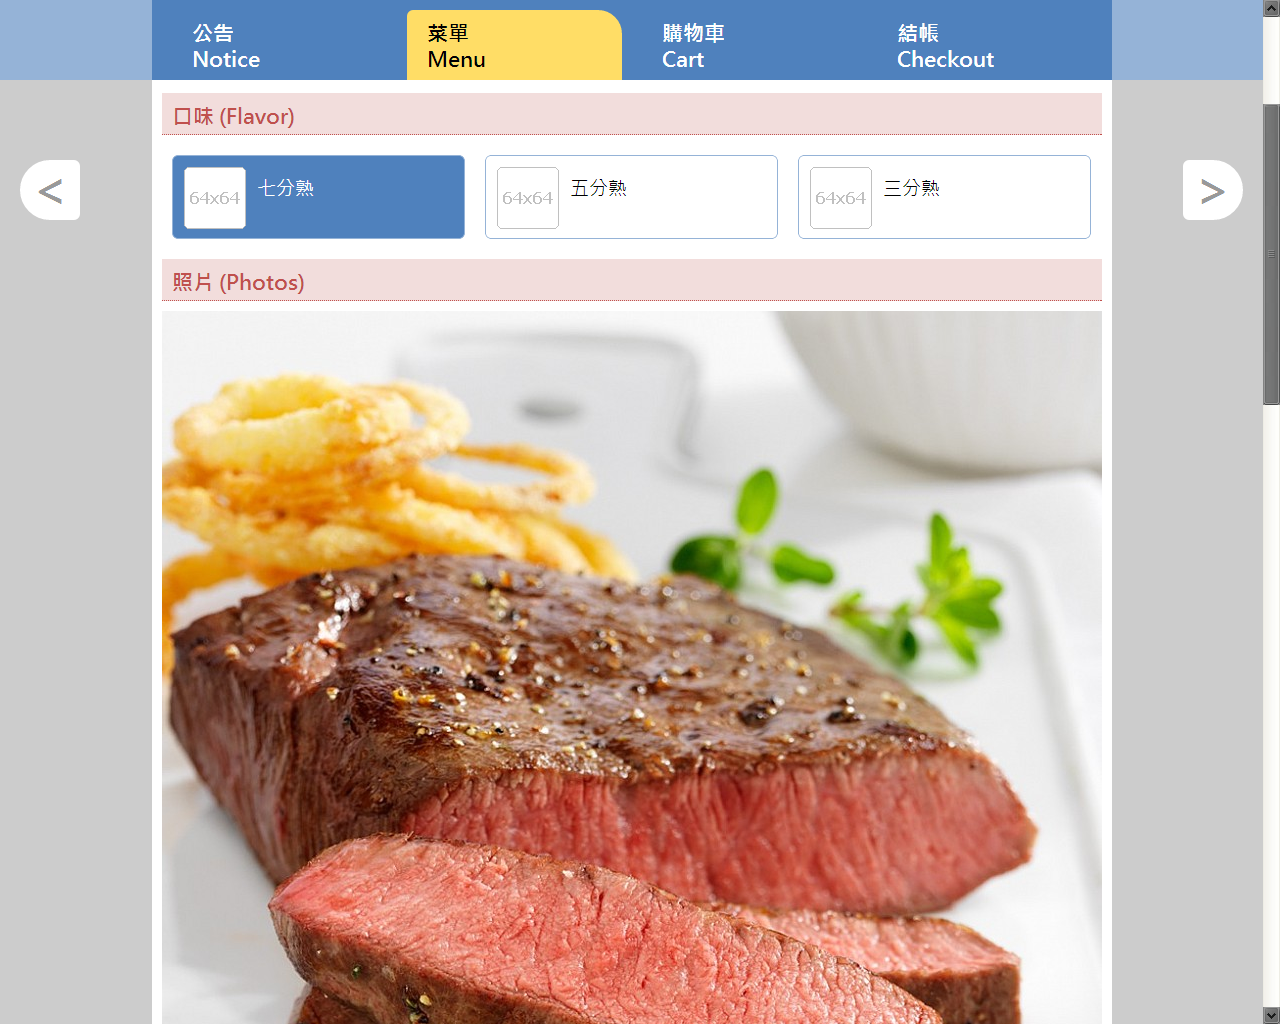 公告
Notice
菜單
Menu
購物車
Cart
結帳
Checkout
口味 (Flavor)
<
64x64 七分熟
64x64 五分熟
64x64 三分熟
>
照片 (Photos)